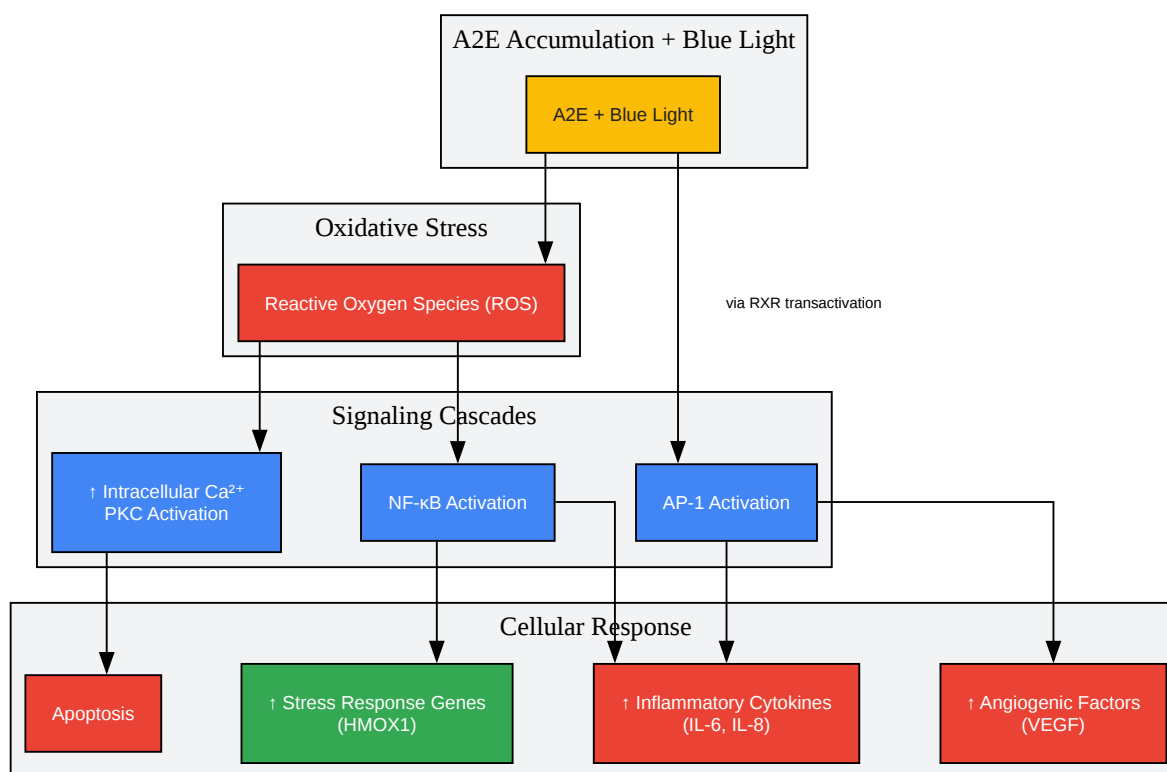 A2E Accumulation + Blue Light
A2E + Blue Light
Oxidative Stress
Reactive Oxygen Species (ROS)
via RXR transactivation
Signaling Cascades
↑ Intracellular Ca²⁺
PKC Activation
NF-κB Activation
AP-1 Activation
Cellular Response
Apoptosis
↑ Stress Response Genes
(HMOX1)
↑ Inflammatory Cytokines
(IL-6, IL-8)
↑ Angiogenic Factors
(VEGF)